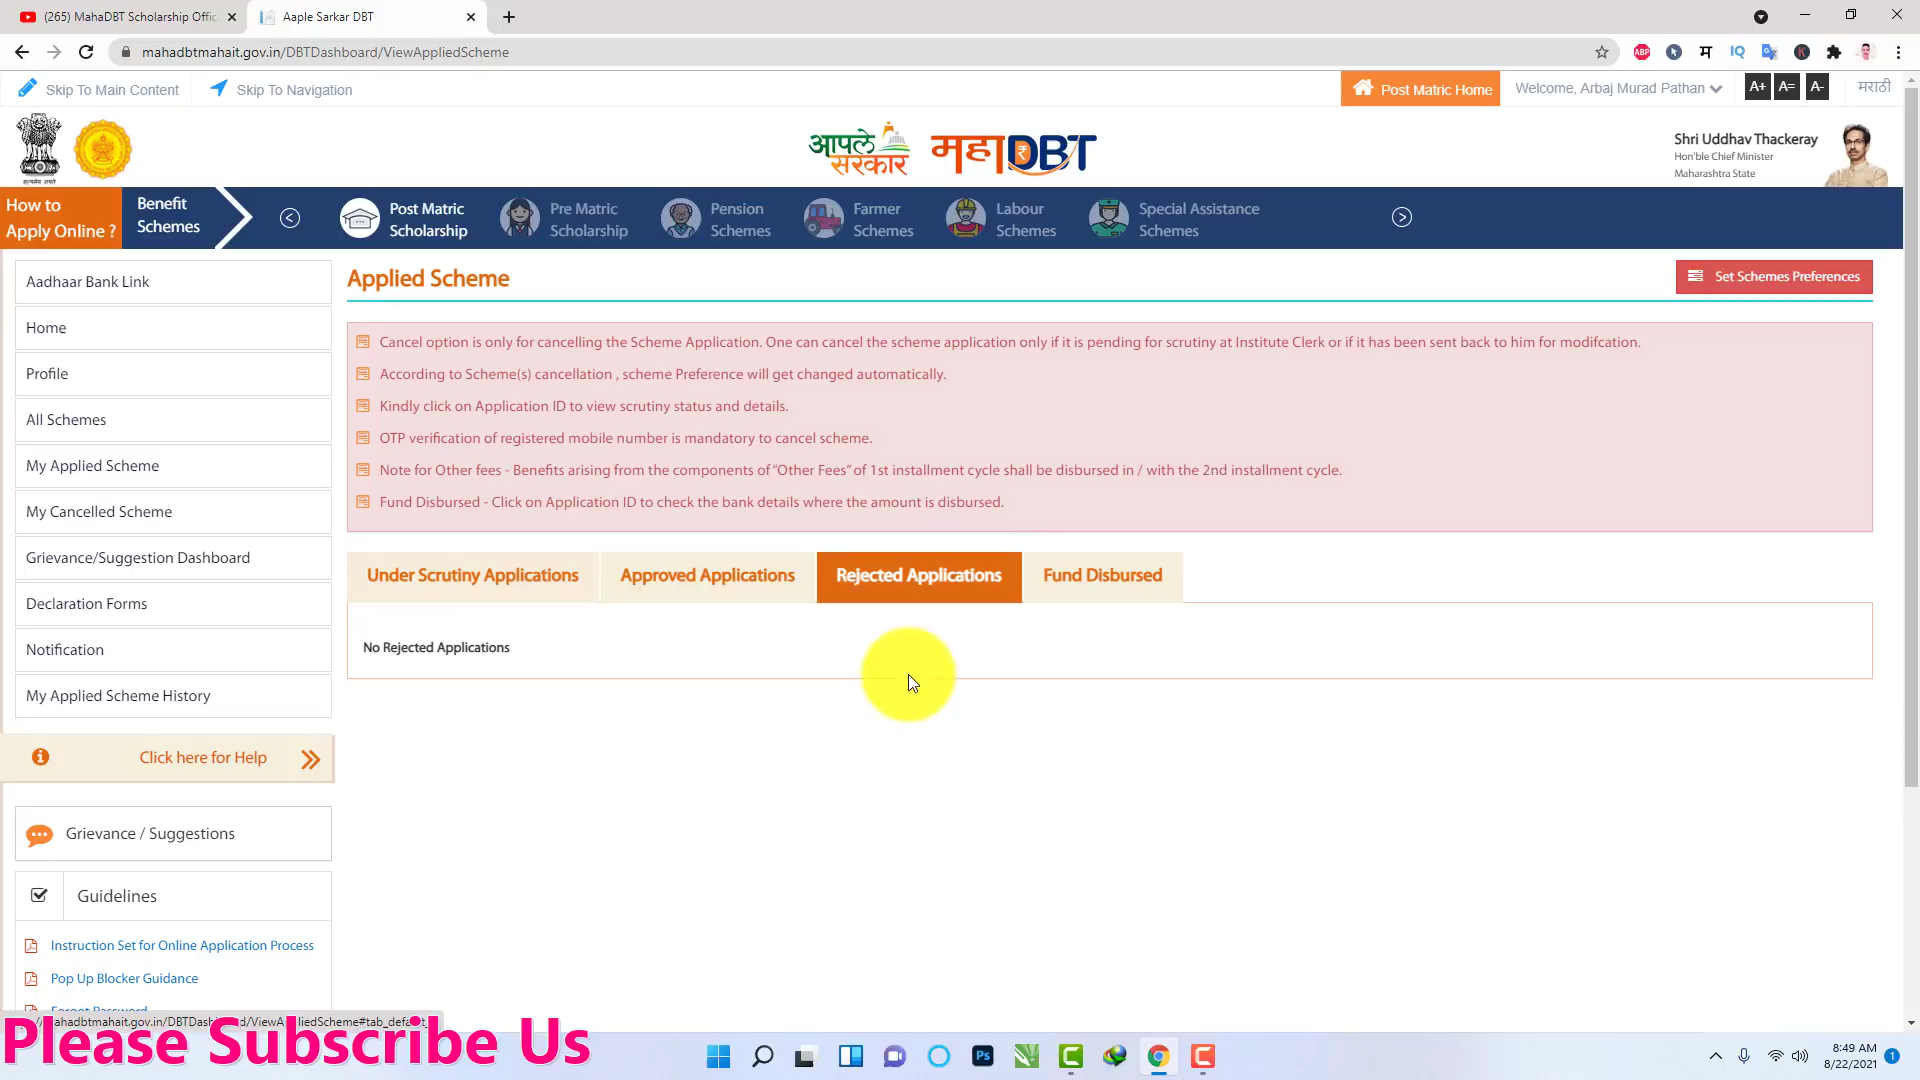 (265) MahaDBT Scholarship Offic
Aaple Sarkar DBT
mahadbtmahait.gov.in/DBTDashboard/ViewAppliedScheme
Skip To Main Content
Skip To Navigation
Post Matric Home
Welcome, Arbaj Murad Pathan
A+
A=
A-
मराठी
सत्यमेव जयते
आपले
सरकार
महाDBT
Shri Uddhav Thackeray
Hon'ble Chief Minister
Maharashtra State
How to
Apply Online ?
Benefit
Schemes
Post Matric
Scholarship
Pre Matric
Scholarship
Pension
Schemes
Farmer
Schemes
Labour
Schemes
Special Assistance
Schemes
Aadhaar Bank Link
Home
Profile
All Schemes
My Applied Scheme
My Cancelled Scheme
Grievance/Suggestion Dashboard
Declaration Forms
Notification
My Applied Scheme History
Click here for Help
Grievance / Suggestions
Guidelines
Instruction Set for Online Application Process
Pop Up Blocker Guidance
Forgot Password
Applied Scheme
Set Schemes Preferences
Cancel option is only for cancelling the Scheme Application. One can cancel the scheme application only if it is pending for scrutiny at Institute Clerk or if it has been sent back to him for modifcation.
According to Scheme(s) cancellation , scheme Preference will get changed automatically.
Kindly click on Application ID to view scrutiny status and details.
OTP verification of registered mobile number is mandatory to cancel scheme.
Note for Other fees - Benefits arising from the components of “Other Fees” of 1st installment cycle shall be disbursed in / with the 2nd installment cycle.
Fund Disbursed - Click on Application ID to check the bank details where the amount is disbursed.
Under Scrutiny Applications
Approved Applications
Rejected Applications
Fund Disbursed
No Rejected Applications
Please Subscribe Us
8:49 AM
8/22/2021
1